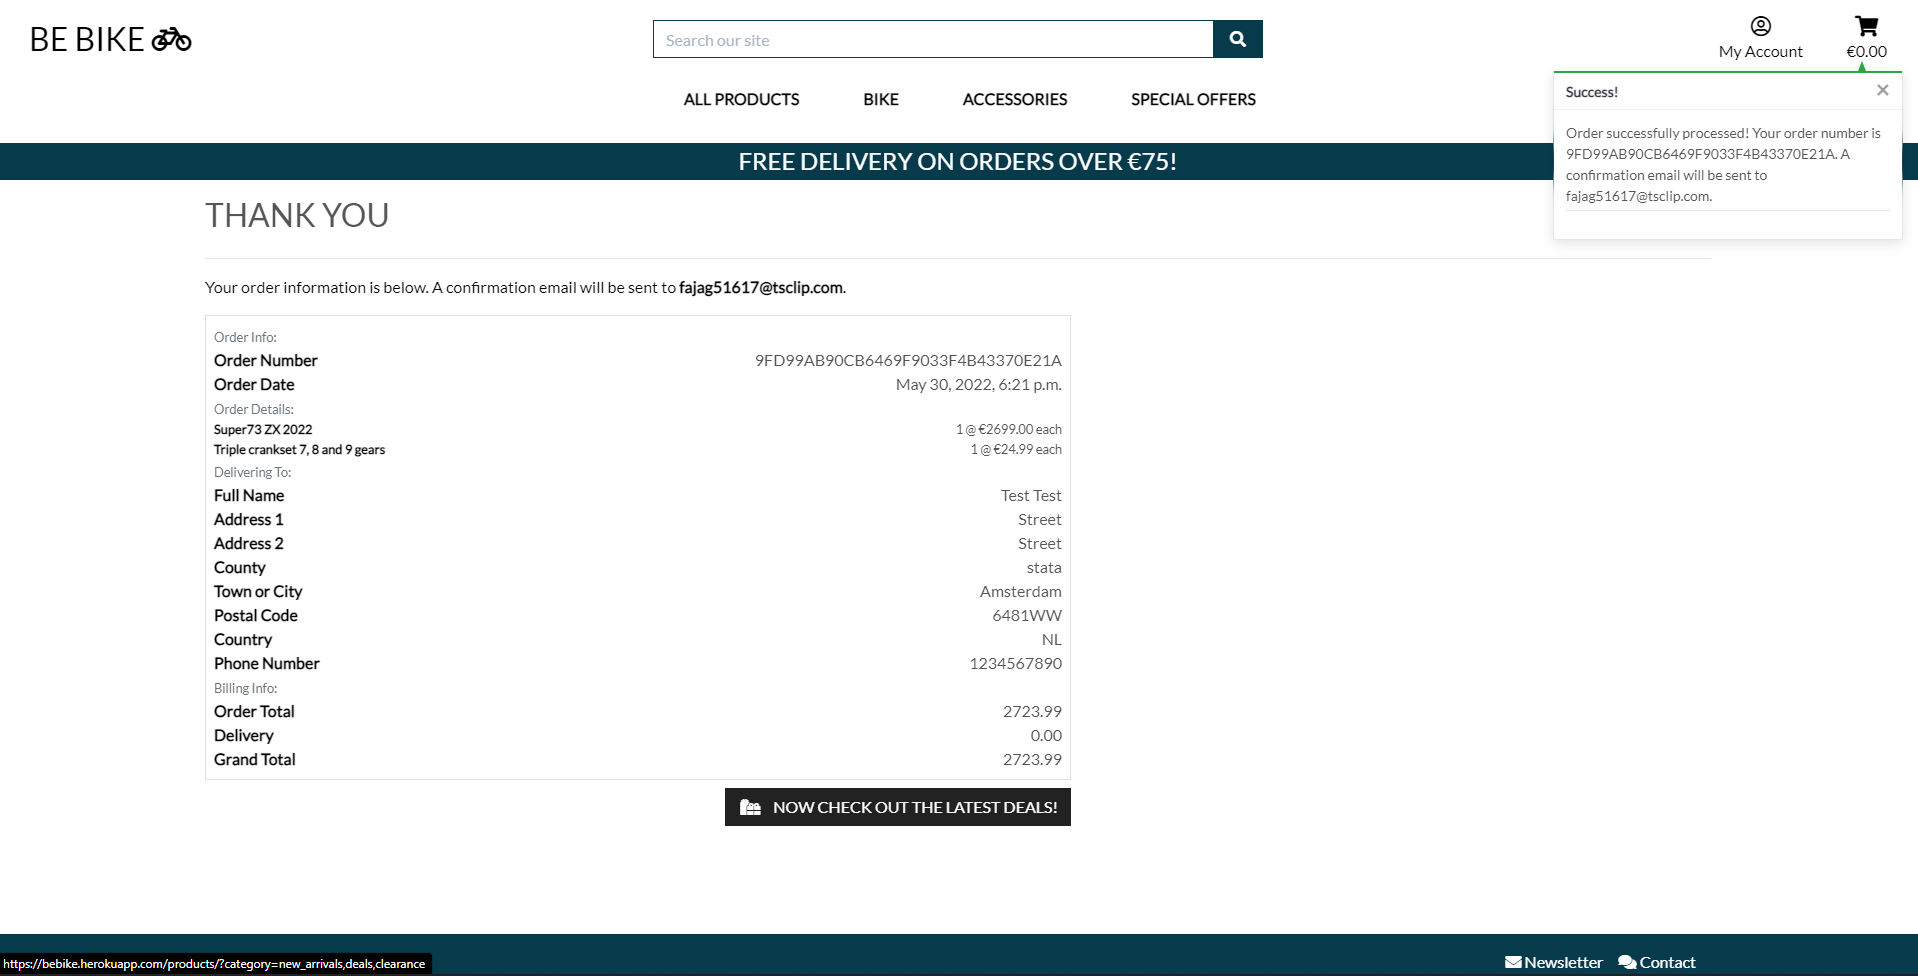 BE BIKE
Search our site
My Account
€0.00
ALL PRODUCTS BIKE ACCESSORIES SPECIAL OFFERS
Success!
Order successfully processed! Your order number is
9FD99AB90CB6469F9033F4B43370E21A. A
confirmation email will be sent to
fajag51617@tsclip.com.
FREE DELIVERY ON ORDERS OVER €75!
THANK YOU
Your order information is below. A confirmation email will be sent to fajag51617@tsclip.com.
Order Info:
Order Number 9FD99AB90CB6469F9033F4B43370E21A
Order Date May 30, 2022, 6:21 p.m.
Order Details:
Super73 ZX 2022 1 @ €2699.00 each
Triple crankset 7, 8 and 9 gears 1 @ €24.99 each
Delivering To:
Full Name Test Test
Address 1 Street
Address 2 Street
County stata
Town or City Amsterdam
Postal Code 6481WW
Country NL
Phone Number 1234567890
Billing Info:
Order Total 2723.99
Delivery 0.00
Grand Total 2723.99
NOW CHECK OUT THE LATEST DEALS!
Newsletter Contact
https://bebike.herokuapp.com/products/?category=new_arrivals,deals,clearance